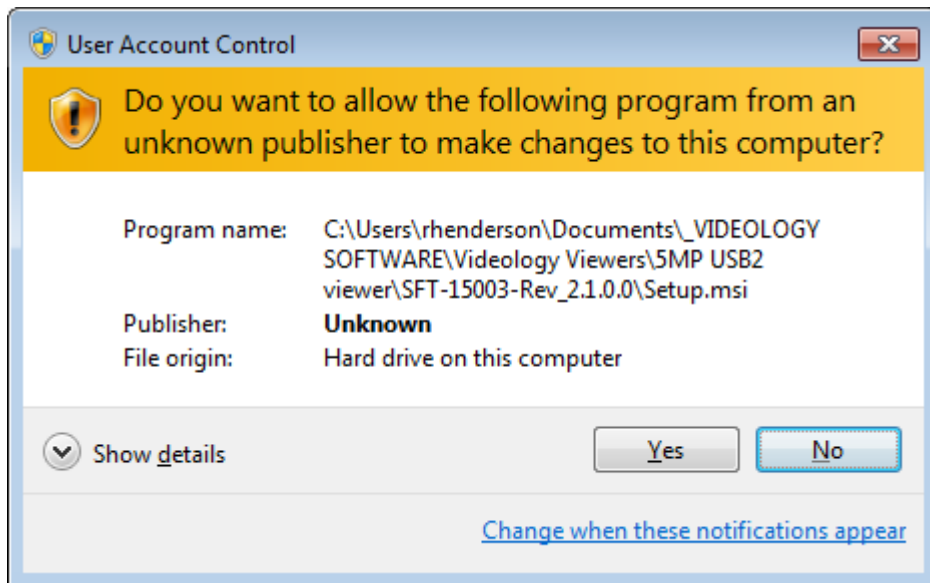 User Account Control
Do you want to allow the following program from an
unknown publisher to make changes to this computer?
Program name: C:\Users\rhenderson\Documents\_VIDEOLOGY
SOFTWARE\Videology Viewers\5MP USB2
viewer\SFT-15003-Rev_2.1.0.0\Setup.msi
Publisher: Unknown
File origin: Hard drive on this computer
Show details Yes No
Change when these notifications appear